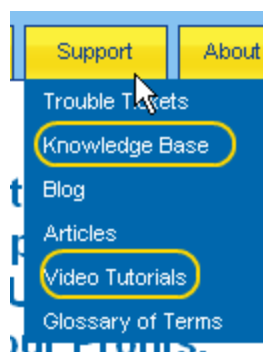 Support About
Trouble Tickets
Knowledge Base
Blog
Articles
Video Tutorials
Glossary of Terms